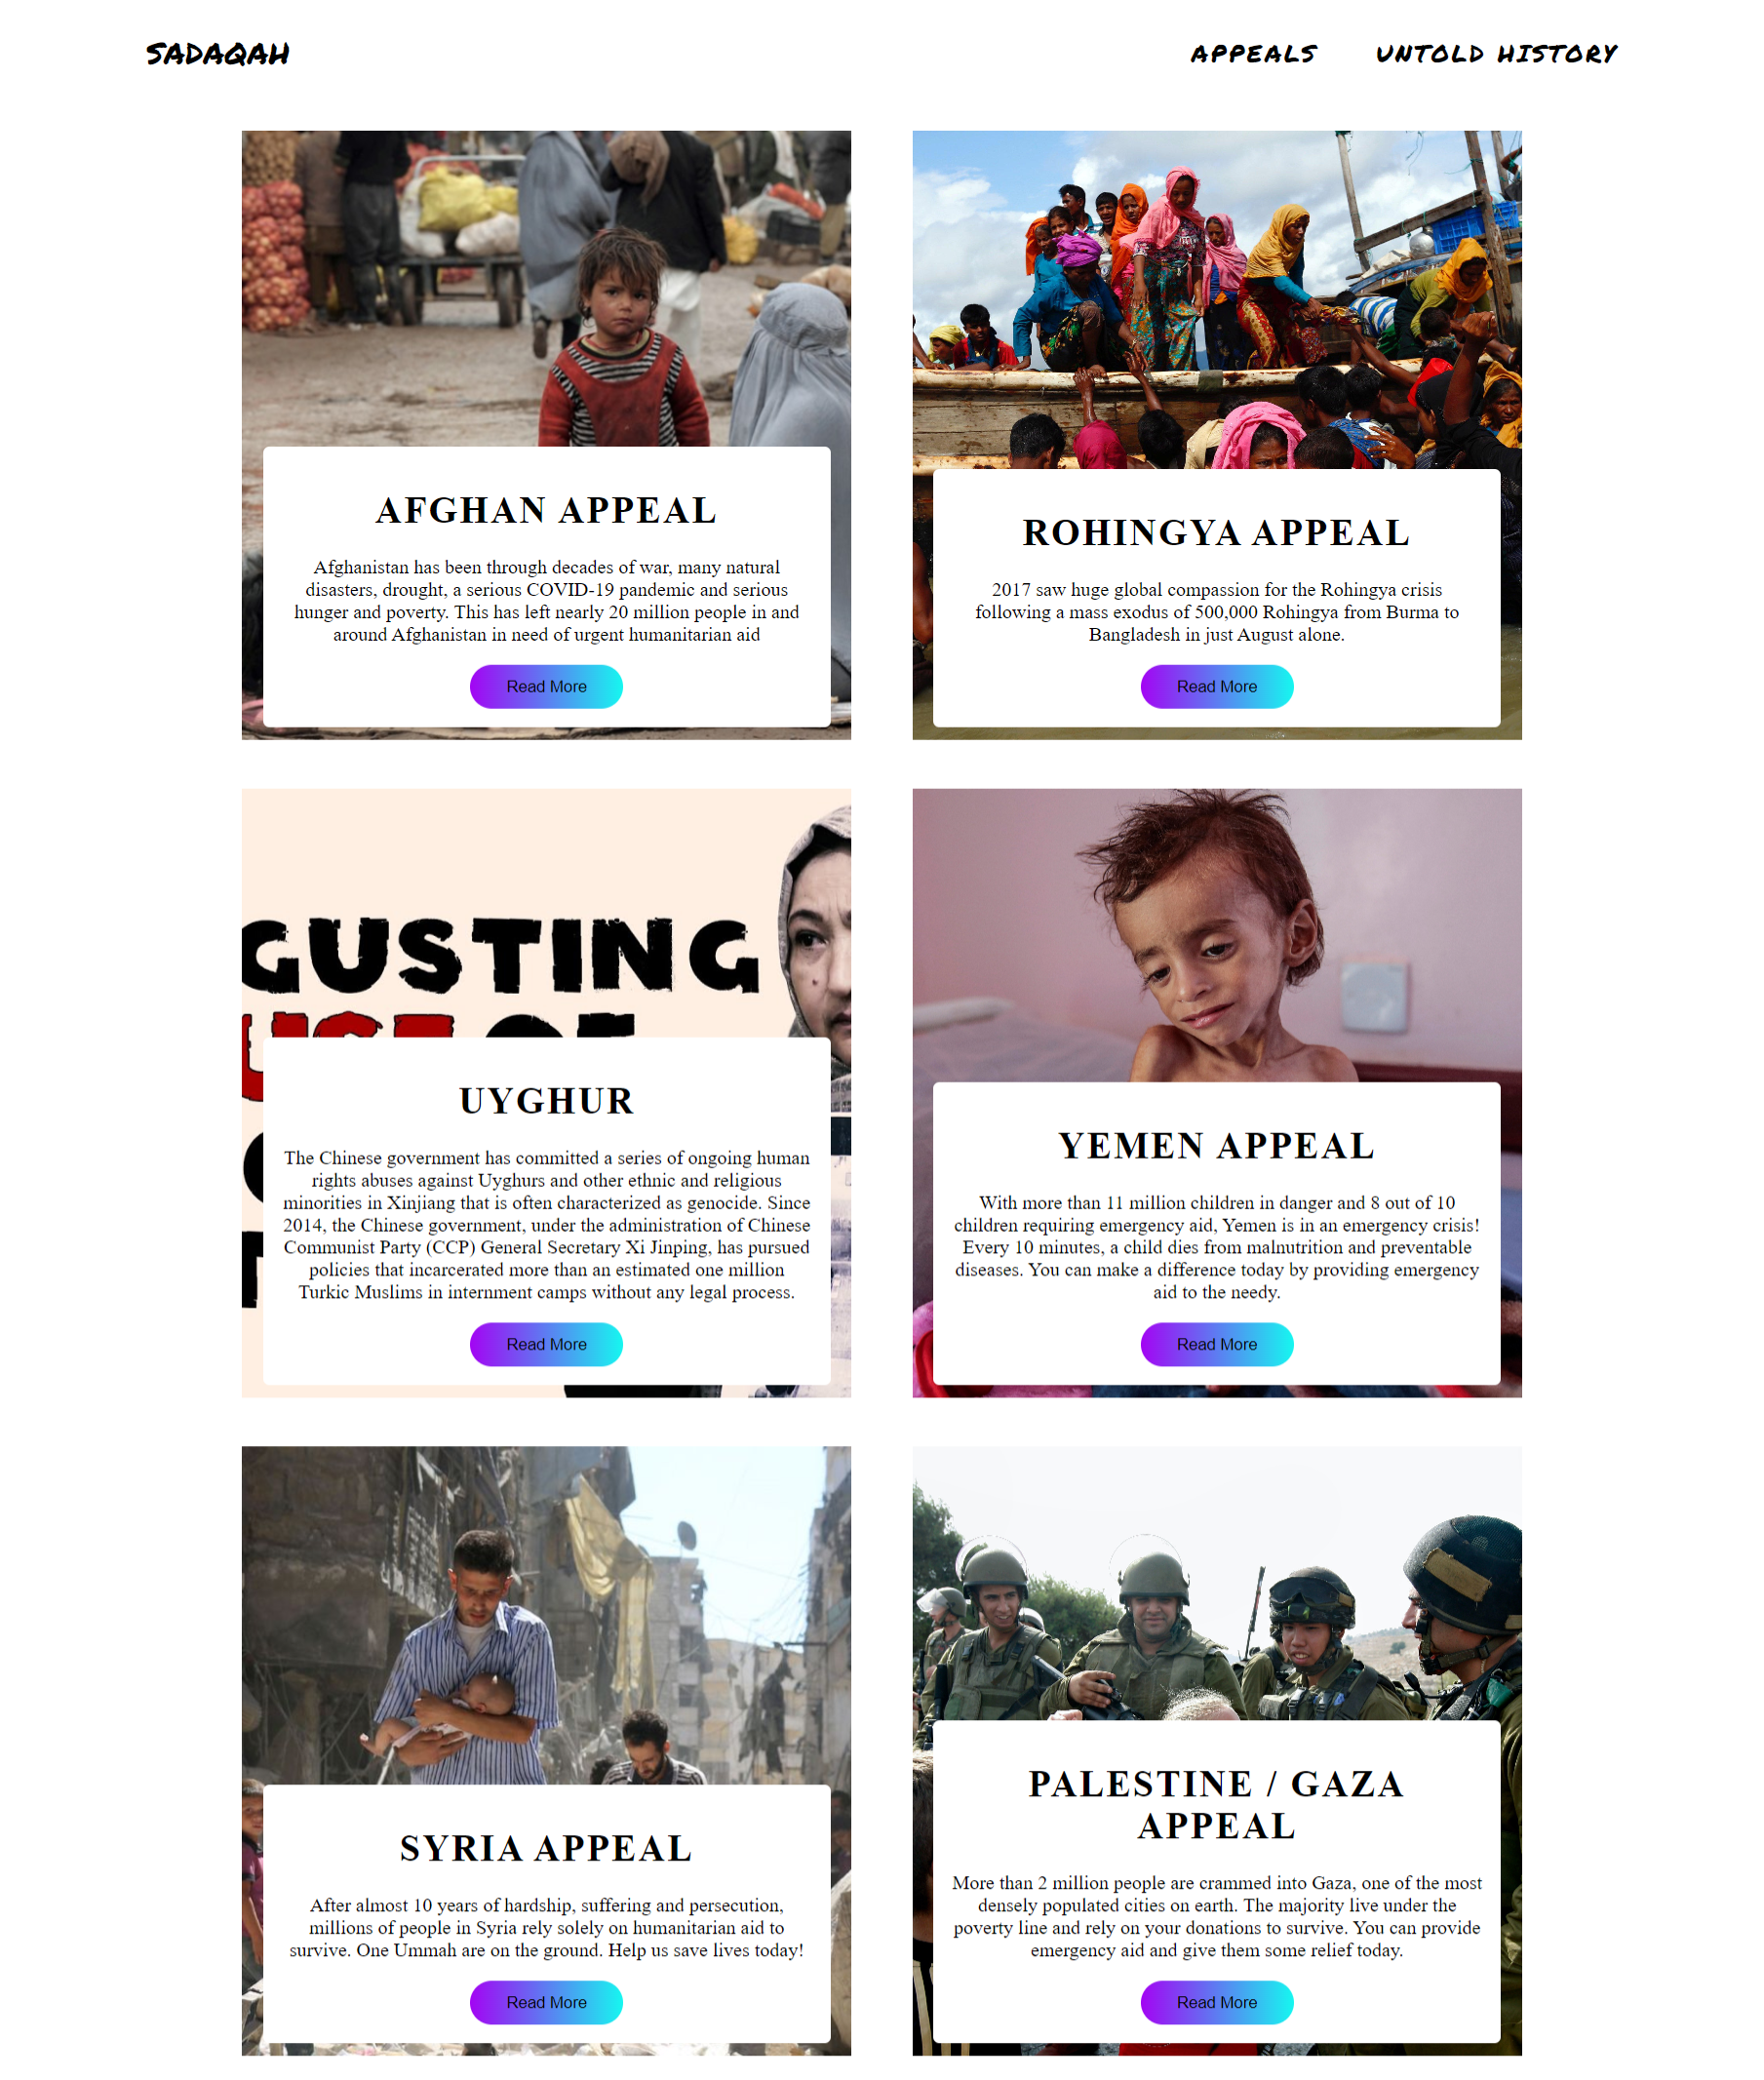 SADAQAH
APPEALS
UNTOLD HISTORY
AFGHAN APPEAL
Afghanistan has been through decades of war, many natural
disasters, drought, a serious COVID-19 pandemic and serious
hunger and poverty. This has left nearly 20 million people in and
around Afghanistan in need of urgent humanitarian aid
Read More
ROHINGYA APPEAL
2017 saw huge global compassion for the Rohingya crisis
following a mass exodus of 500,000 Rohingya from Burma to
Bangladesh in just August alone.
Read More
GUSTING
UYGHUR
The Chinese government has committed a series of ongoing human
rights abuses against Uyghurs and other ethnic and religious
minorities in Xinjiang that is often characterized as genocide. Since
2014, the Chinese government, under the administration of Chinese
Communist Party (CCP) General Secretary Xi Jinping, has pursued
policies that incarcerated more than an estimated one million
Turkic Muslims in internment camps without any legal process.
Read More
YEMEN APPEAL
With more than 11 million children in danger and 8 out of 10
children requiring emergency aid, Yemen is in an emergency crisis!
Every 10 minutes, a child dies from malnutrition and preventable
diseases. You can make a difference today by providing emergency
aid to the needy.
Read More
SYRIA APPEAL
After almost 10 years of hardship, suffering and persecution,
millions of people in Syria rely solely on humanitarian aid to
survive. One Ummah are on the ground. Help us save lives today!
Read More
PALESTINE / GAZA
APPEAL
More than 2 million people are crammed into Gaza, one of the most
densely populated cities on earth. The majority live under the
poverty line and rely on your donations to survive. You can provide
emergency aid and give them some relief today.
Read More